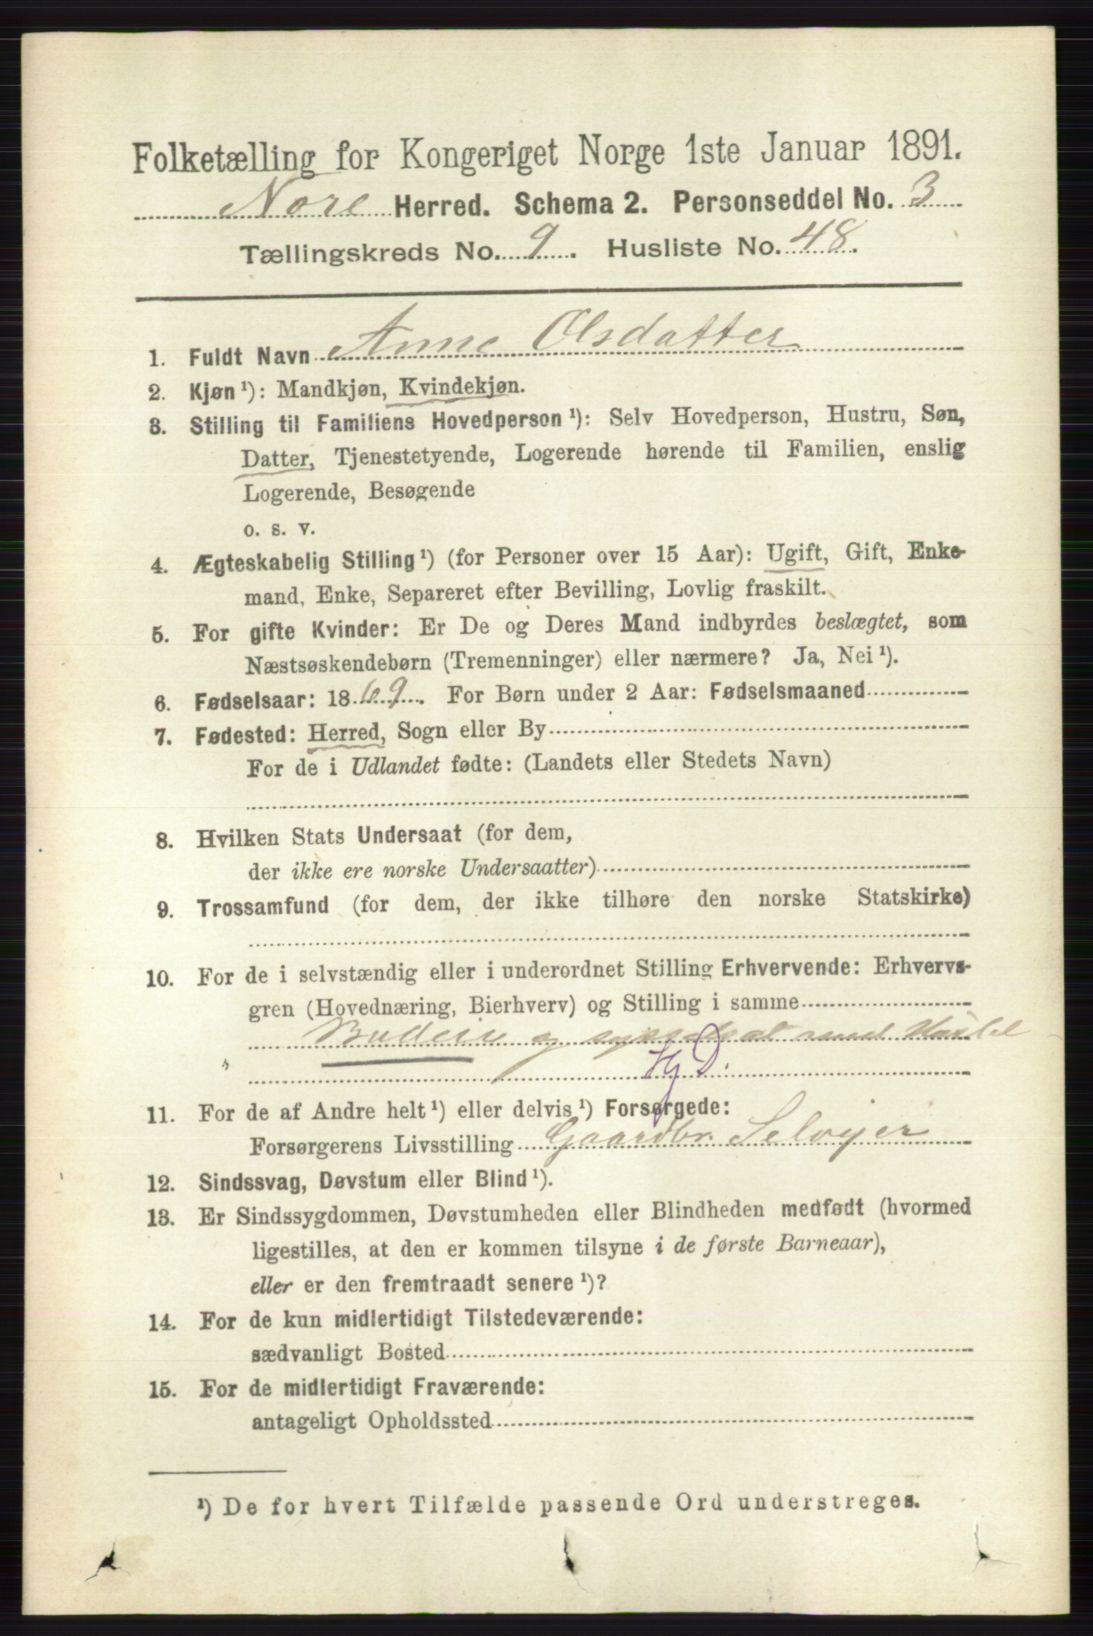 Folketælling for Kongeriget Norge 1ste Januar 1891.
Nore Herred. Schema 2. Personseddel No. 3
Tællingskreds No. 9. Husliste No. 48.
1. Fuldt Navn Anne Olsdatter
2. Kjøn ¹): Mandkjøn, Kvindekjøn.
3. Stilling til Familiens Hovedperson ¹): Selv Hovedperson, Hustru, Søn,
Datter, Tjenestetyende, Logerende hørende til Familien, enslig
Logerende, Besøgende
o. s. v.
4. Ægteskabelig Stilling ¹) (for Personer over 15 Aar): Ugift, Gift, Enke-
mand, Enke, Separeret efter Bevilling, Lovlig fraskilt.
5. For gifte Kvinder: Er De og Deres Mand indbyrdes beslægtet, som
Næstsøskendebørn (Tremenninger) eller nærmere? Ja, Nei ¹).
6. Fødselsaar: 1869. For Børn under 2 Aar: Fødselsmaaned
7. Fødested: Herred, Sogn eller By
For de i Udlandet fødte: (Landets eller Stedets Navn)
8. Hvilken Stats Undersaat (for dem,
der ikke ere norske Undersaatter)
9. Trossamfund (for dem, der ikke tilhøre den norske Statskirke)
10. For de i selvstændig eller i underordnet Stilling Erhvervende: Erhvervs-
gren (Hovednæring, Bierhverv) og Stilling i samme
Budeie og sysselsat med
" Hj D.
11. For de af Andre helt ¹) eller delvis ¹) Forsørgede:
Forsørgerens Livsstilling Gaardbr. Selveier
12. Sindssvag, Døvstum eller Blind ¹).
13. Er Sindssygdommen, Døvstumheden eller Blindheden medfødt (hvormed
ligestilles, at den er kommen tilsyne i de første Barneaar),
eller er den fremtraadt senere ¹)?
14. For de kun midlertidigt Tilstedeværende:
sædvanligt Bosted
15. For de midlertidigt Fraværende:
antageligt Opholdssted
¹) De for hvert Tilfælde passende Ord understreges.